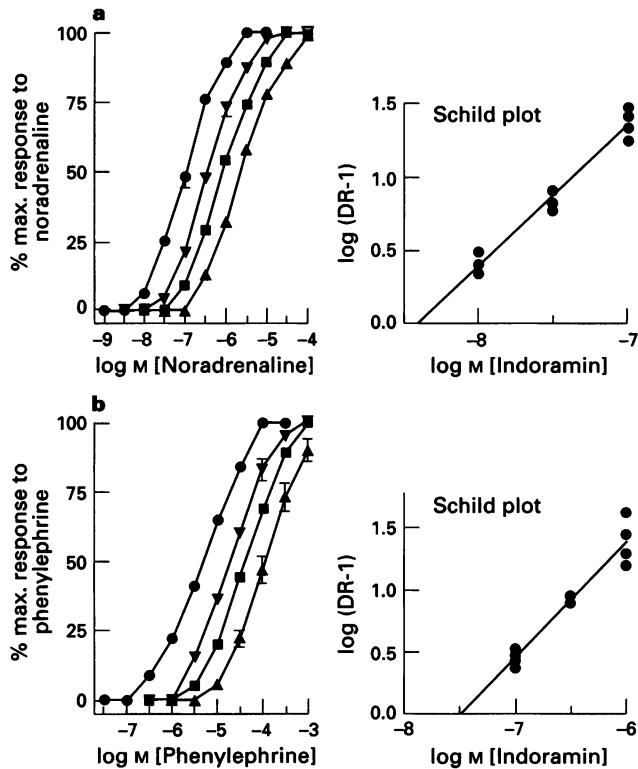 a
% max. response to
noradrenaline
100
75
50
25
0
−9 −8 −7 −6 −5 −4
log M [Noradrenaline]
Schild plot
log (DR-1)
1.5
1.0
0.5
0.0
−8 −7
log M [Indoramin]
b
% max. response to
phenylephrine
100
75
50
25
0
−7 −6 −5 −4 −3
log M [Phenylephrine]
Schild plot
log (DR-1)
1.5
1.0
0.5
0.0
−8 −7 −6
log M [Indoramin]